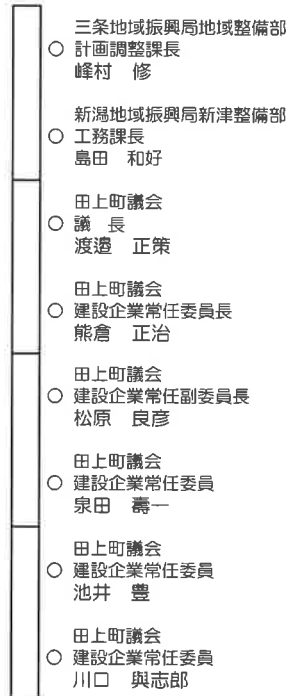 三条地域振興局地域整備部
○ 計画調整課長
峰村　修
新潟地域振興局新津整備部
○ 工務課長
島田　和好
田上町議会
○ 議　長
渡邉　正策
田上町議会
○ 建設企業常任委員長
熊倉　正治
田上町議会
○ 建設企業常任副委員長
松原　良彦
田上町議会
○ 建設企業常任委員
泉田　壽一
田上町議会
○ 建設企業常任委員
池井　豊
田上町議会
○ 建設企業常任委員
川口　與志郎